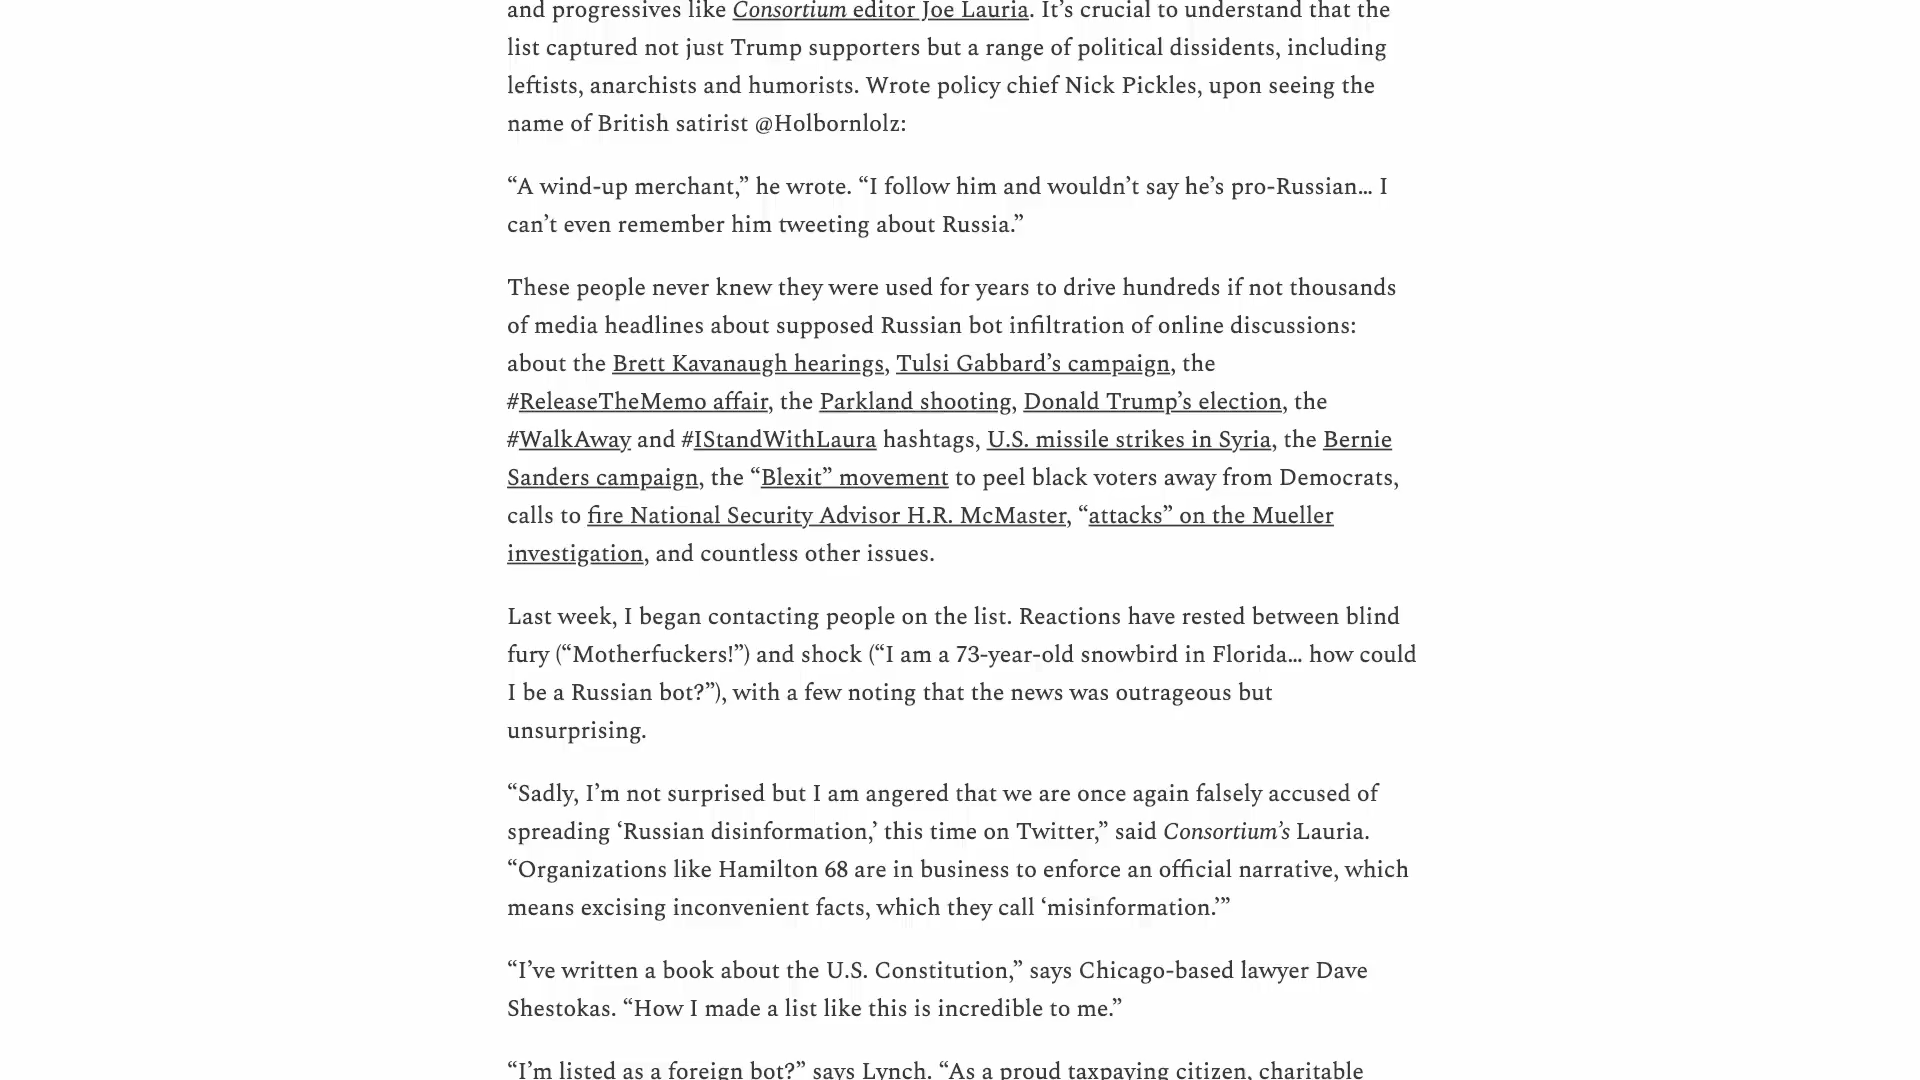 and progressives like Consortium editor Joe Lauria. It’s crucial to understand that the
list captured not just Trump supporters but a range of political dissidents, including
leftists, anarchists and humorists. Wrote policy chief Nick Pickles, upon seeing the
name of British satirist @Holbornlolz:
“A wind-up merchant,” he wrote. “I follow him and wouldn’t say he’s pro-Russian… I
can’t even remember him tweeting about Russia.”
These people never knew they were used for years to drive hundreds if not thousands
of media headlines about supposed Russian bot infiltration of online discussions:
about the Brett Kavanaugh hearings, Tulsi Gabbard’s campaign, the
#ReleaseTheMemo affair, the Parkland shooting, Donald Trump’s election, the
#WalkAway and #IStandWithLaura hashtags, U.S. missile strikes in Syria, the Bernie
Sanders campaign, the “Blexit” movement to peel black voters away from Democrats,
calls to fire National Security Advisor H.R. McMaster, “attacks” on the Mueller
investigation, and countless other issues.
Last week, I began contacting people on the list. Reactions have rested between blind
fury (“Motherfuckers!”) and shock (“I am a 73-year-old snowbird in Florida… how could
I be a Russian bot?”), with a few noting that the news was outrageous but
unsurprising.
“Sadly, I’m not surprised but I am angered that we are once again falsely accused of
spreading ‘Russian disinformation,’ this time on Twitter,” said Consortium’s Lauria.
“Organizations like Hamilton 68 are in business to enforce an official narrative, which
means excising inconvenient facts, which they call ‘misinformation.’”
“I’ve written a book about the U.S. Constitution,” says Chicago-based lawyer Dave
Shestokas. “How I made a list like this is incredible to me.”
“I’m listed as a foreign bot?” says Lynch. “As a proud taxpaying citizen, charitable